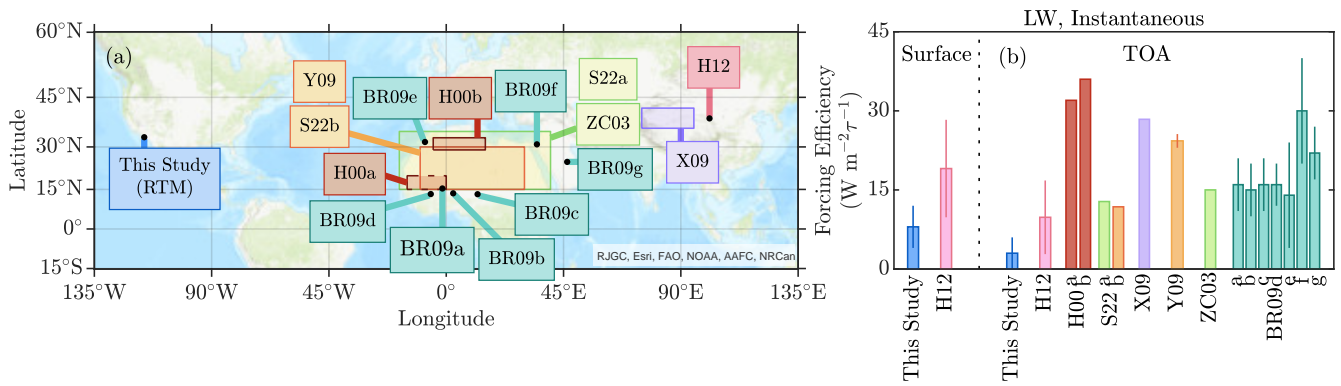 LW, Instantaneous
60°N
45°N
30°N
15°N
0°
15°S
Latitude
(a)
Y09
S22b
BR09e
H00b
BR09f
S22a
H12
ZC03
This Study
(RTM)
H00a
X09
BR09g
BR09d
BR09a
BR09b
BR09c
RJGC, Esri, FAO, NOAA, AAFC, NRCan
135°W
90°W
45°W
0°
45°E
90°E
135°E
Longitude
Forcing Efficiency
(W m−2τ−1)
45
30
15
0
Surface
(b)
TOA
This Study
H12
This Study
H12
H00
a
b
S22
a
b
X09
Y09
ZC03
BR09
a
b
c
d
e
f
g